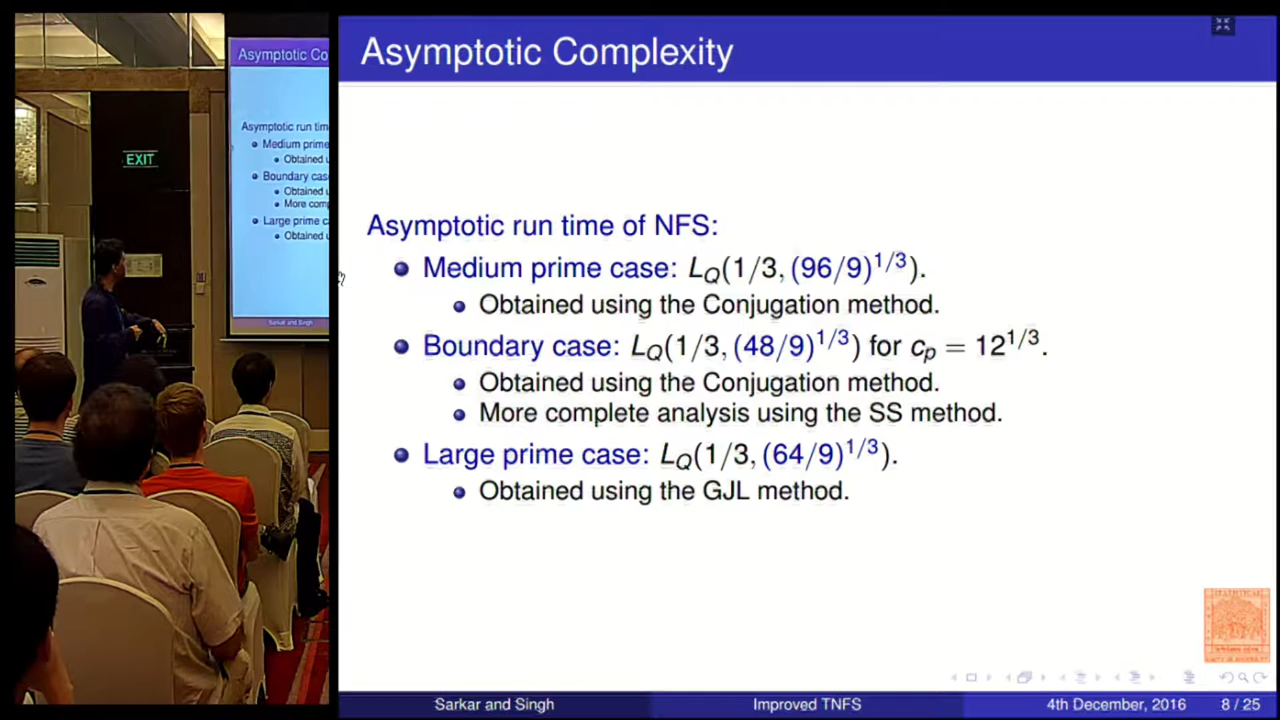 Asymptotic Complexity
Asymptotic run time of NFS:
Medium prime case: L_Q(1/3, (96/9)^{1/3}).
Obtained using the Conjugation method.
Boundary case: L_Q(1/3, (48/9)^{1/3}) for c_p = 12^{1/3}.
Obtained using the Conjugation method.
More complete analysis using the SS method.
Large prime case: L_Q(1/3, (64/9)^{1/3}).
Obtained using the GJL method.
Sarkar and Singh
Improved TNFS
4th December, 2016
8 / 25
EXIT
Asymptotic Co
Asymptotic run tim
Medium prime
Obtained u
Boundary cas
Obtained u
More comp
Large prime c
Obtained u
Sarkar and Singh